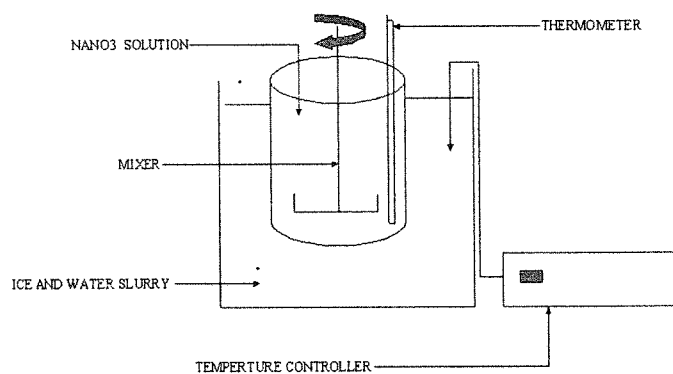 THERMOMETER
NANO3 SOLUTION
MIXER
ICE AND WATER SLURRY
TEMPERTURE CONTROLLER